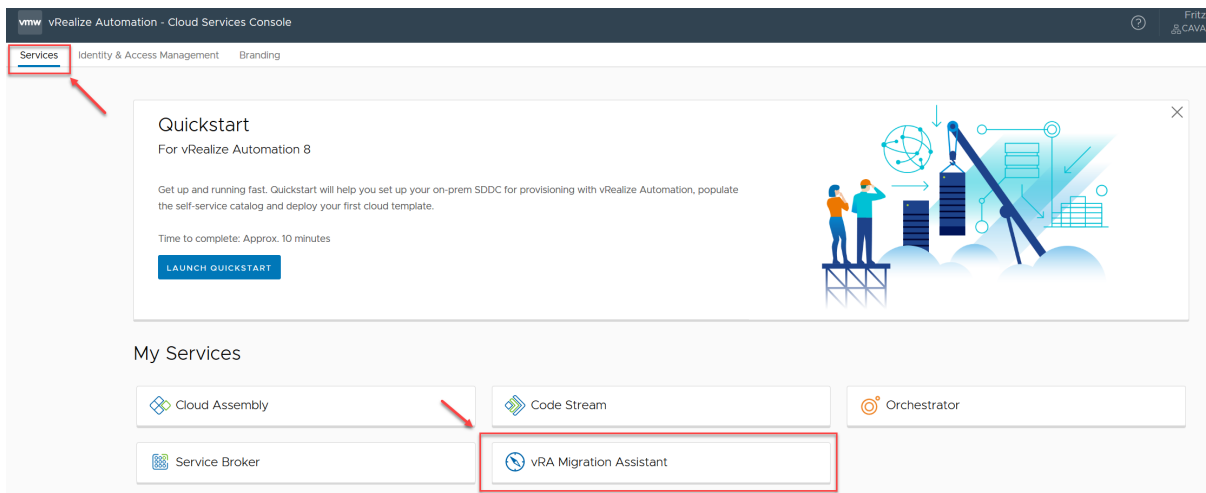 vmw vRealize Automation - Cloud Services Console
Fritz
CAVA
Services Identity & Access Management Branding
Quickstart
For vRealize Automation 8
Get up and running fast. Quickstart will help you set up your on-prem SDDC for provisioning with vRealize Automation, populate
the self-service catalog and deploy your first cloud template.
Time to complete: Approx. 10 minutes
LAUNCH QUICKSTART
My Services
Cloud Assembly
Code Stream
Orchestrator
Service Broker
vRA Migration Assistant